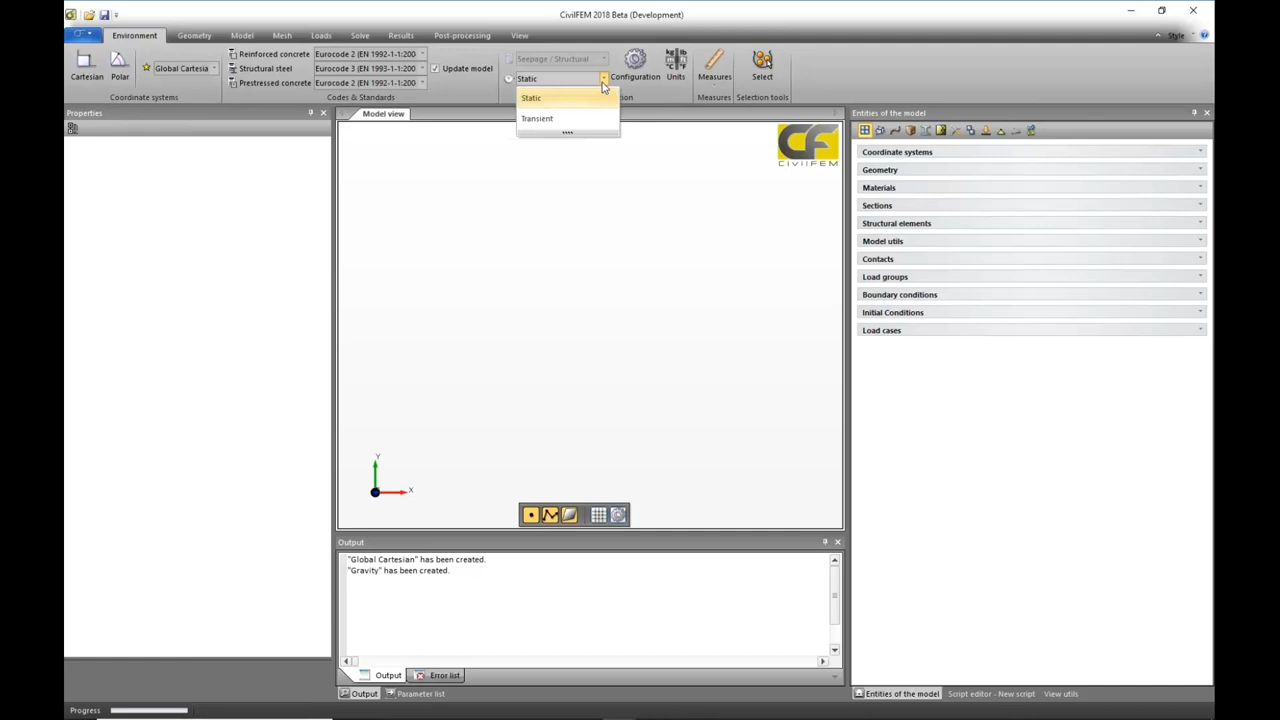 CivilFEM 2018 Beta (Development)
Environment Geometry Model Mesh Loads Solve Results Post-processing View Style
Cartesian Polar Global Cartesia
Coordinate systems
Reinforced concrete Eurocode 2 (EN 1992-1-1:200
Structural steel Eurocode 3 (EN 1993-1-1:200
Prestressed concrete Eurocode 2 (EN 1992-1-1:200
Update model
Codes & Standards
Seepage / Structural
Static
Static
Transient
Configuration Units Measures Select
Measures Selection tools
Properties
Model view
CIVILFEM
Y
X
Output
"Global Cartesian" has been created.
"Gravity" has been created.
Output Error list
Output Parameter list
Entities of the model
Coordinate systems
Geometry
Materials
Sections
Structural elements
Model utils
Contacts
Load groups
Boundary conditions
Initial Conditions
Load cases
Entities of the model Script editor - New script View utils
Progress